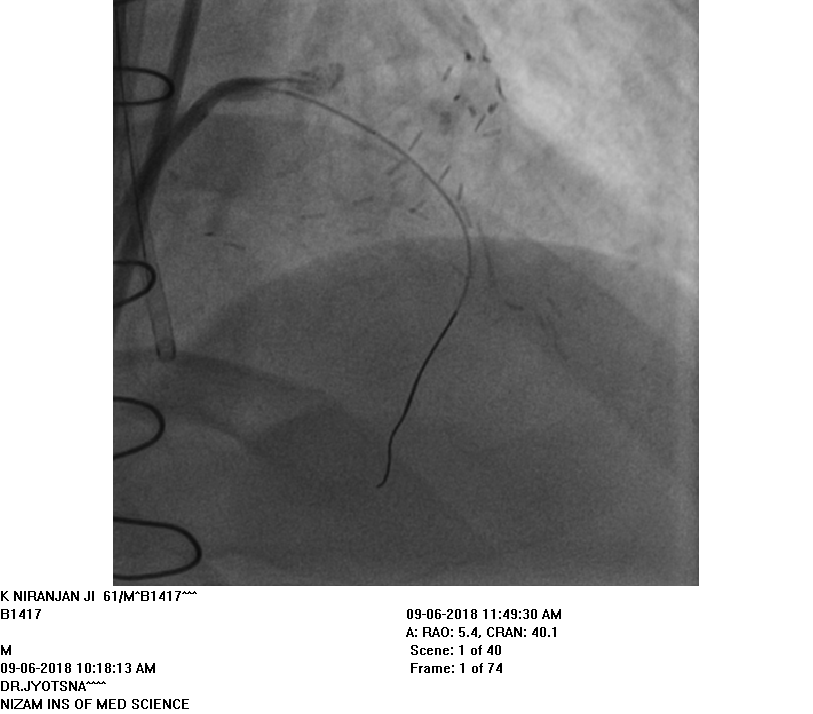 K NIRANJAN JI 61/M^B1417^^^
B1417
M
09-06-2018 10:18:13 AM
DR.JYOTSNA^^^^
NIZAM INS OF MED SCIENCE
09-06-2018 11:49:30 AM
A: RAO: 5.4, CRAN: 40.1
Scene: 1 of 40
Frame: 1 of 74